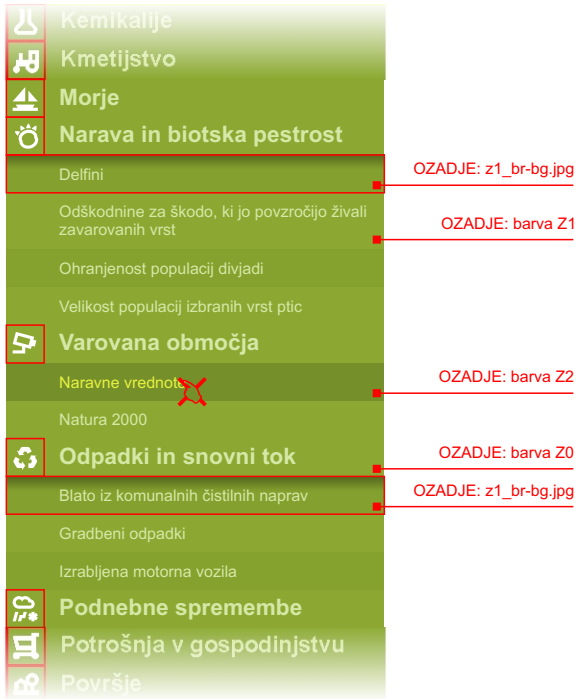 Kemikalije
Kmetijstvo
Morje
Narava in biotska pestrost
Delfini
OZADJE: z1_br-bg.jpg
Odškodnine za škodo, ki jo povzročijo živali
zavarovanih vrst
OZADJE: barva Z1
Ohranjenost populacij divjadi
Velikost populacij izbranih vrst ptic
Varovana območja
Naravne vrednote
OZADJE: barva Z2
Natura 2000
Odpadki in snovni tok
OZADJE: barva Z0
Blato iz komunalnih čistilnih naprav
OZADJE: z1_br-bg.jpg
Gradbeni odpadki
Izrabljena motorna vozila
Podnebne spremembe
Potrošnja v gospodinjstvu
Površje